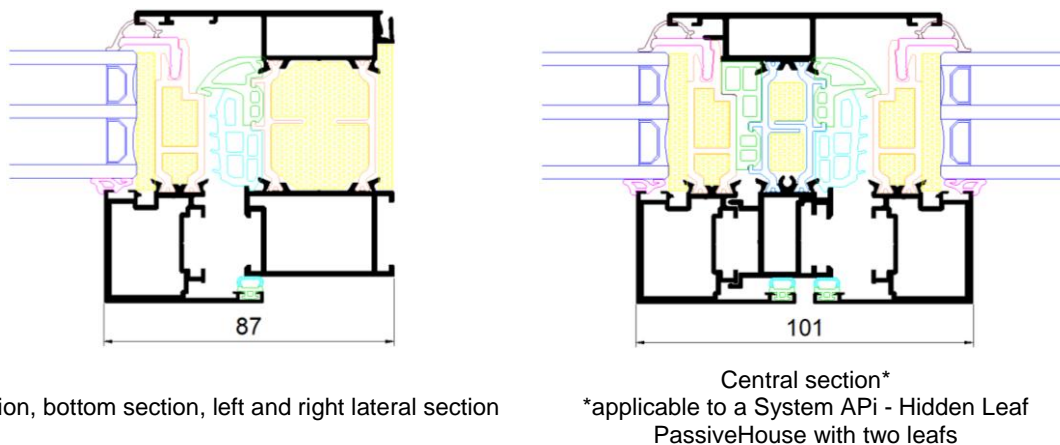 87
101
ion, bottom section, left and right lateral section
Central section*
*applicable to a System APi - Hidden Leaf
PassiveHouse with two leafs